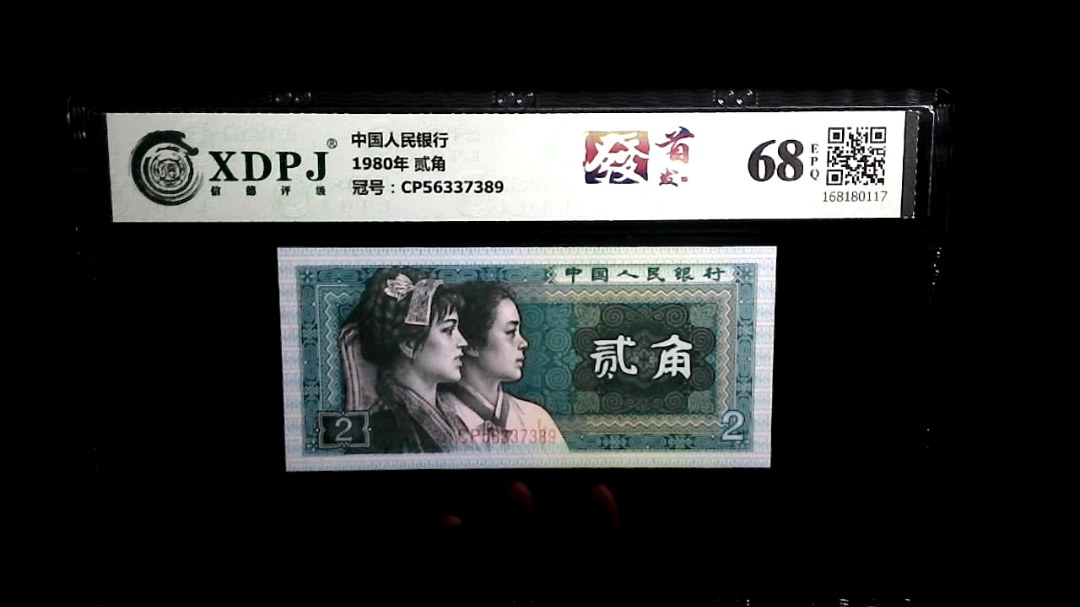 XDPJ®
信德评级
中国人民银行
1980年 贰角
冠号：CP56337389
發
首发
68
EPQ
168180117
中国人民银行
贰角
2
2
CP56337389